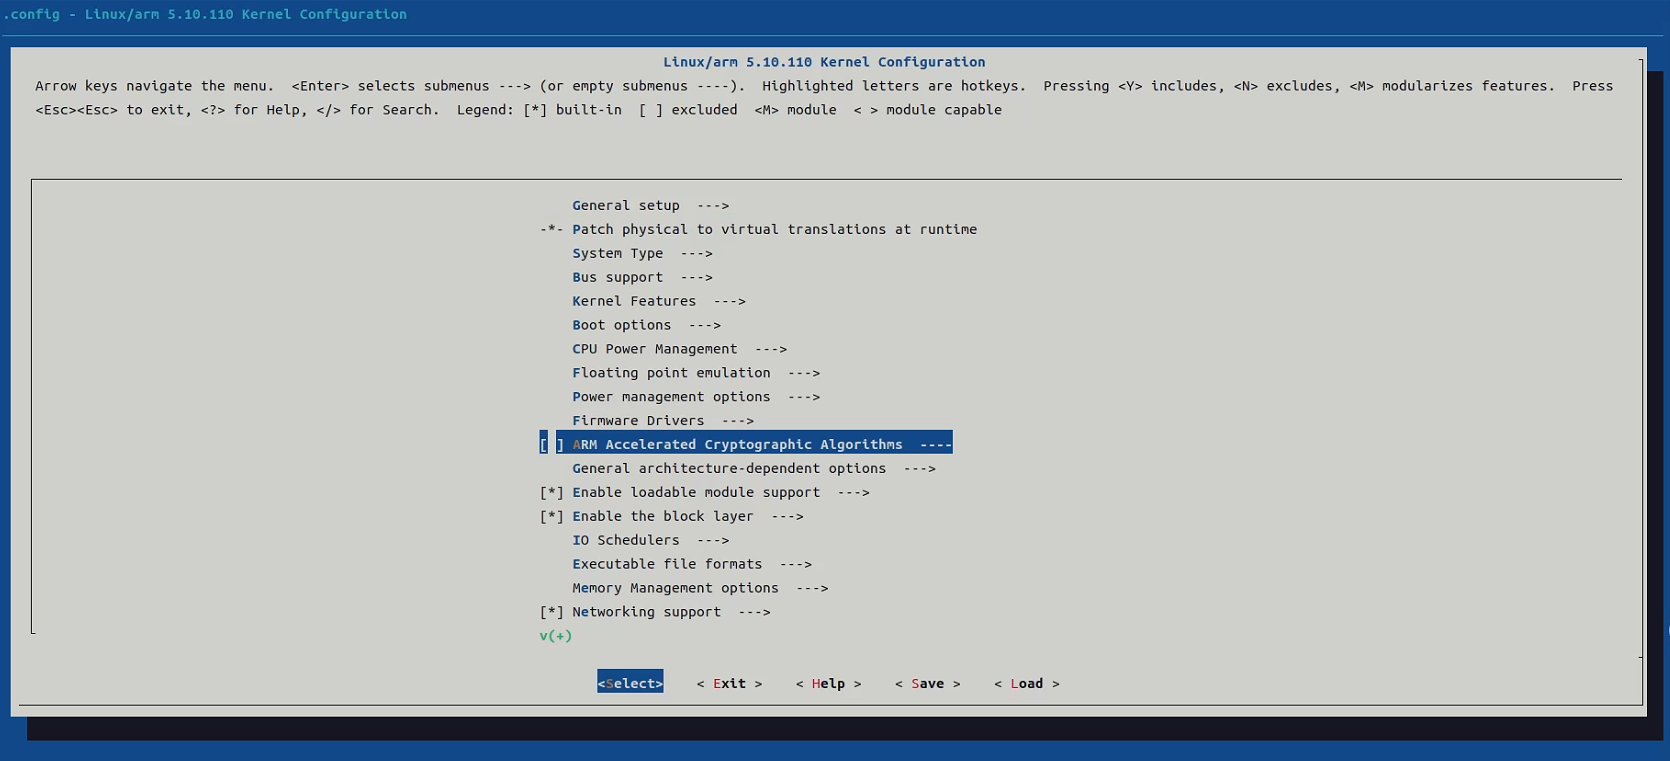 .config - Linux/arm 5.10.110 Kernel Configuration
Linux/arm 5.10.110 Kernel Configuration
Arrow keys navigate the menu.  <Enter> selects submenus ---> (or empty submenus ----).  Highlighted letters are hotkeys.  Pressing <Y> includes, <N> excludes, <M> modularizes features.  Press
<Esc><Esc> to exit, <?> for Help, </> for Search.  Legend: [*] built-in  [ ] excluded  <M> module  < > module capable
General setup  --->
-*- Patch physical to virtual translations at runtime
System Type  --->
Bus support  --->
Kernel Features  --->
Boot options  --->
CPU Power Management  --->
Floating point emulation  --->
Power management options  --->
Firmware Drivers  --->
[ ] ARM Accelerated Cryptographic Algorithms  ----
General architecture-dependent options  --->
[*] Enable loadable module support  --->
[*] Enable the block layer  --->
IO Schedulers  --->
Executable file formats  --->
Memory Management options  --->
[*] Networking support  --->
v(+)
<Select>    < Exit >    < Help >    < Save >    < Load >